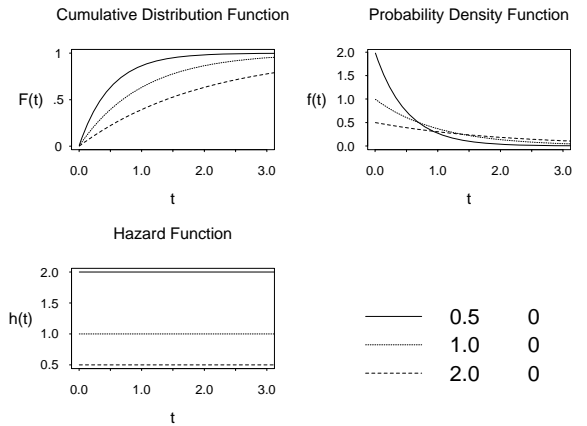 Cumulative Distribution Function
1
.5
0
F(t)
0.0 1.0 2.0 3.0
t
Probability Density Function
2.0
1.5
1.0
0.5
0.0
f(t)
0.0 1.0 2.0 3.0
t
Hazard Function
2.0
1.5
1.0
0.5
h(t)
0.0 1.0 2.0 3.0
t
0.5 0
1.0 0
2.0 0